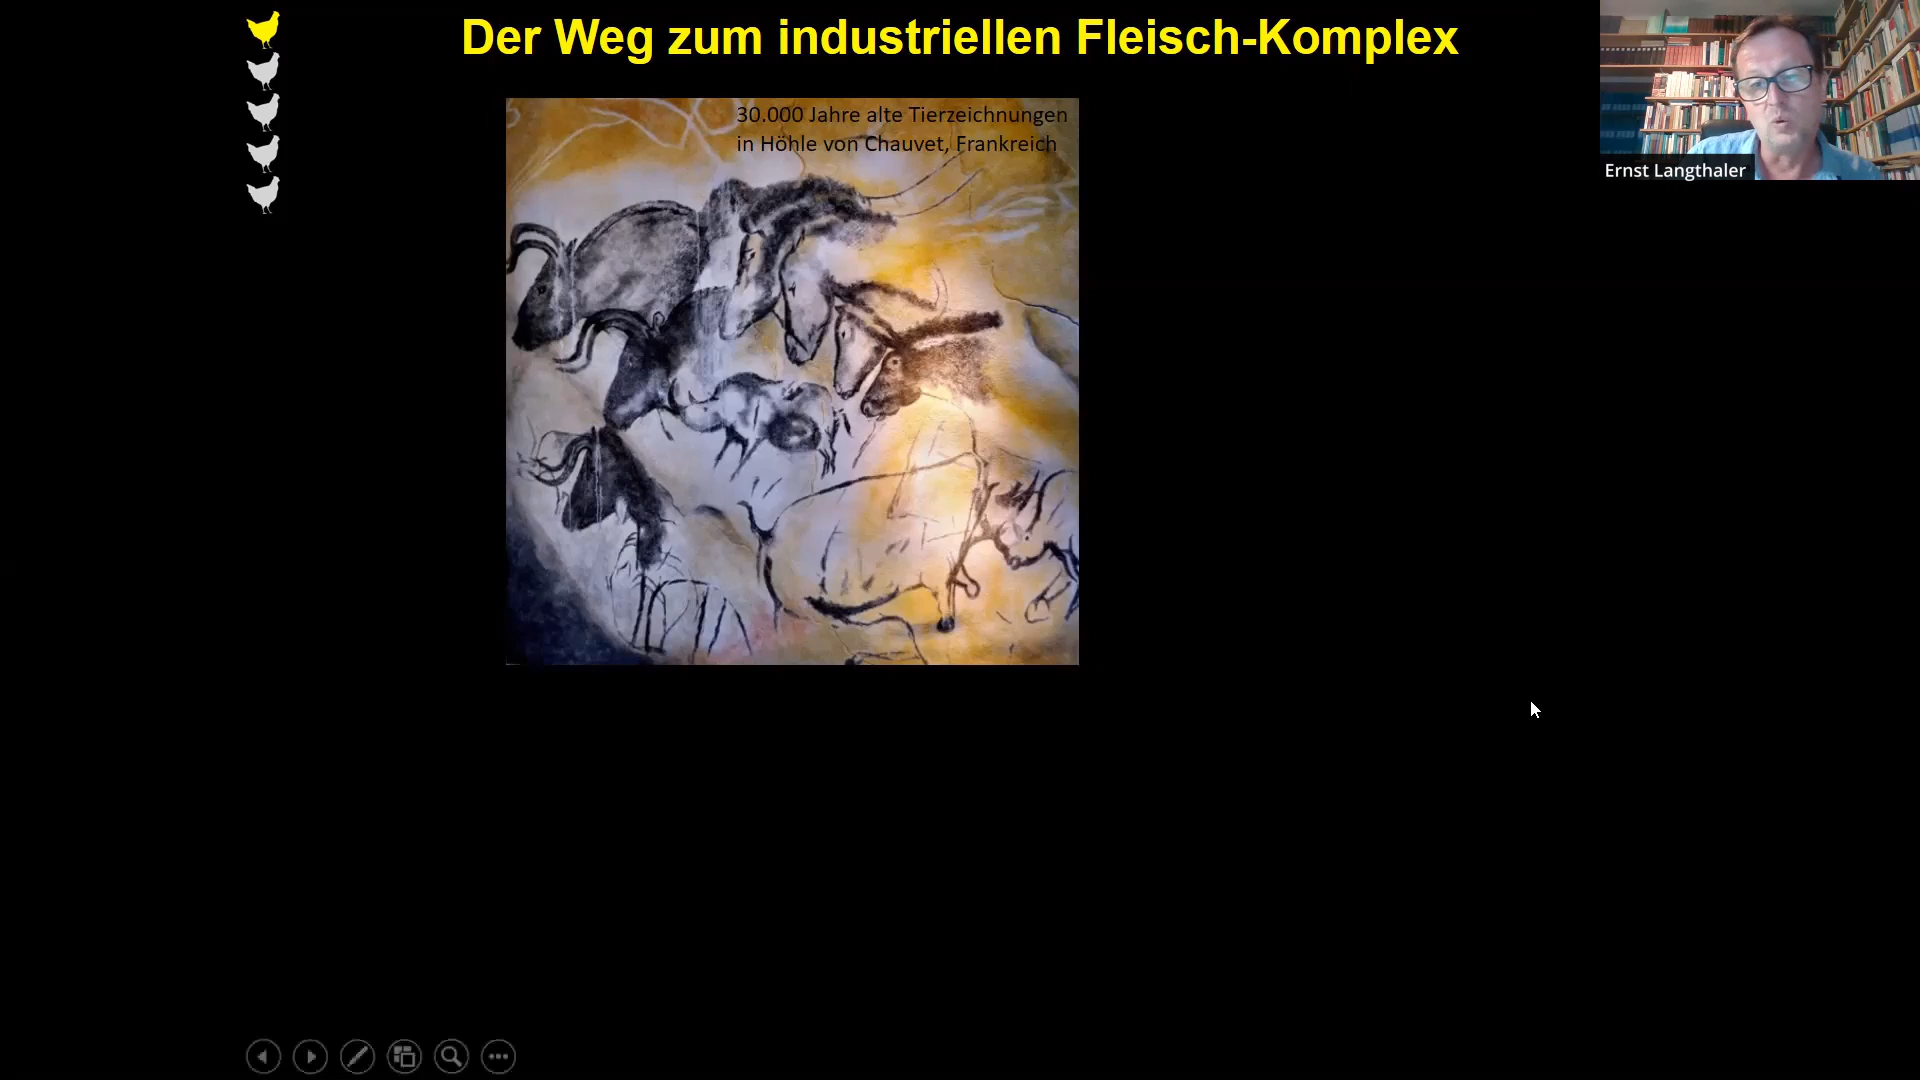 Der Weg zum industriellen Fleisch-Komplex
30.000 Jahre alte Tierzeichnungen
in Höhle von Chauvet, Frankreich
Ernst Langthaler